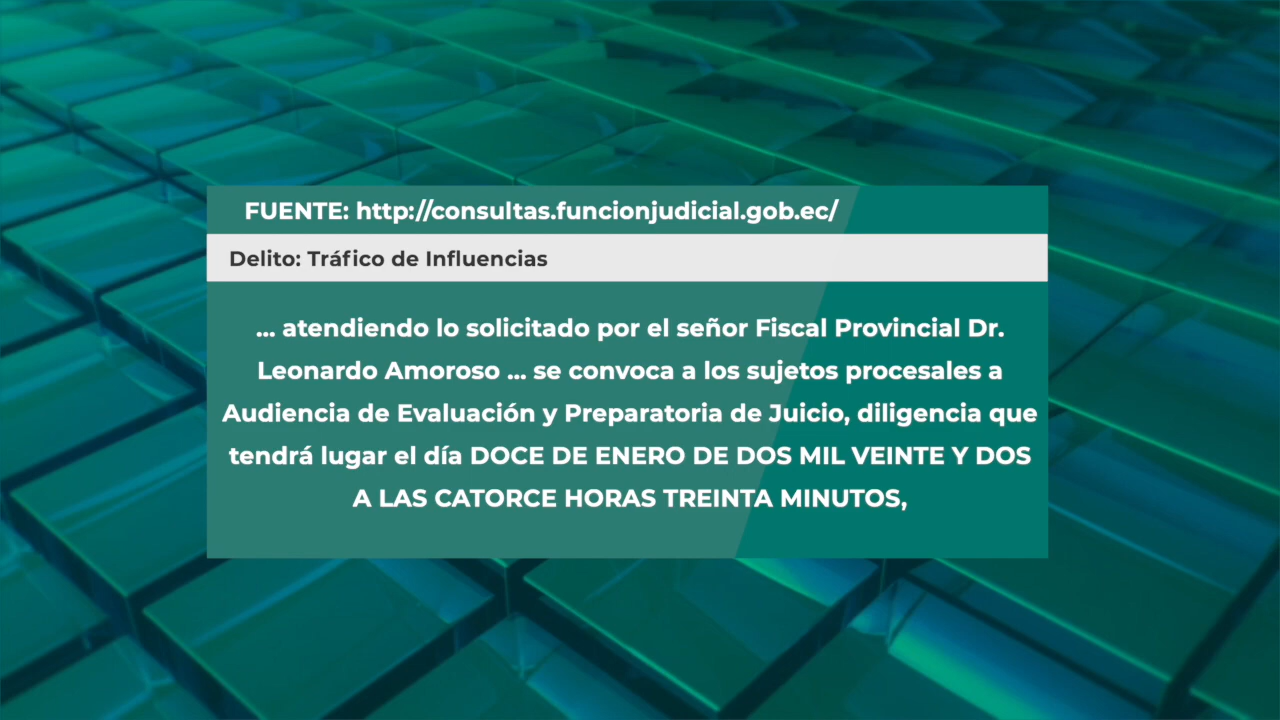 FUENTE: http://consultas.funcionjudicial.gob.ec/
Delito: Tráfico de Influencias
... atendiendo lo solicitado por el señor Fiscal Provincial Dr.
Leonardo Amoroso ... se convoca a los sujetos procesales a
Audiencia de Evaluación y Preparatoria de Juicio, diligencia que
tendrá lugar el día DOCE DE ENERO DE DOS MIL VEINTE Y DOS
A LAS CATORCE HORAS TREINTA MINUTOS,